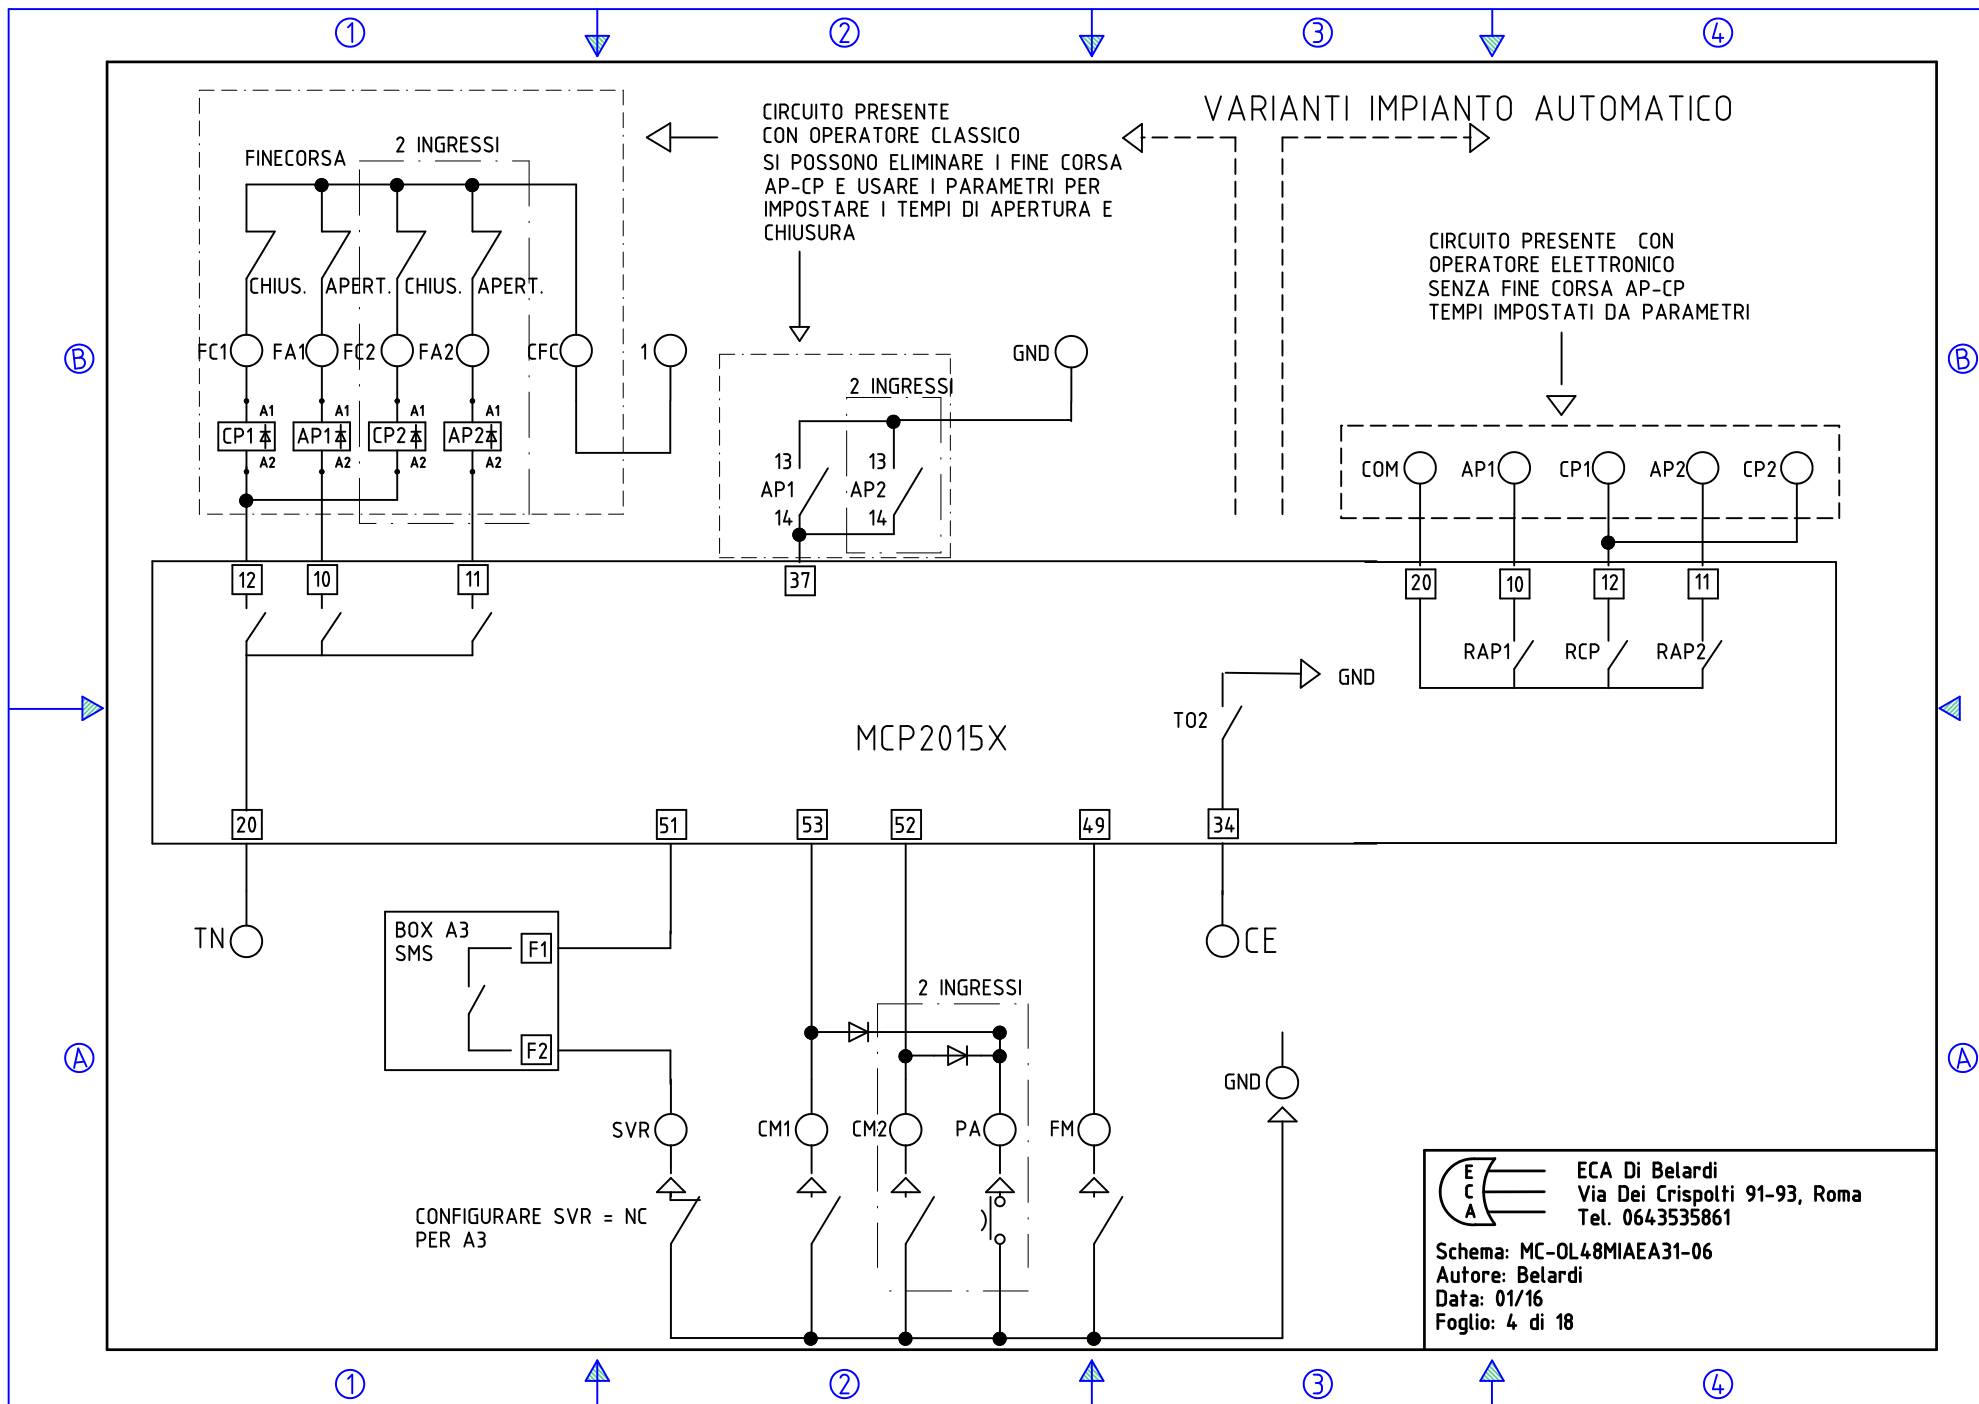 1 2 3 4
VARIANTI IMPIANTO AUTOMATICO
CIRCUITO PRESENTE
CON OPERATORE CLASSICO
SI POSSONO ELIMINARE I FINE CORSA
AP-CP E USARE I PARAMETRI PER
IMPOSTARE I TEMPI DI APERTURA E
CHIUSURA
2 INGRESSI
FINECORSA
CHIUS. APERT. CHIUS. APERT.
CIRCUITO PRESENTE CON
OPERATORE ELETTRONICO
SENZA FINE CORSA AP-CP
TEMPI IMPOSTATI DA PARAMETRI
B FC1 FA1 FC2 FA2 CFC 1 GND B
2 INGRESSI
A1 A1 A1 A1
CP1 AP1 CP2 AP2
A2 A2 A2 A2
13 13
AP1 AP2
14 14
COM AP1 CP1 AP2 CP2
12 10 11 37 20 10 12 11
RAP1 RCP RAP2
GND
TO2
MCP2015X
20 51 53 52 49 34
TN
BOX A3
SMS
F1
F2
CE
2 INGRESSI
A A
GND
SVR CM1 CM2 PA FM
CONFIGURARE SVR = NC
PER A3
E
C
A
ECA Di Belardi
Via Dei Crispolti 91-93, Roma
Tel. 0643535861
Schema: MC-OL48MIAEA31-06
Autore: Belardi
Data: 01/16
Foglio: 4 di 18
1 2 3 4